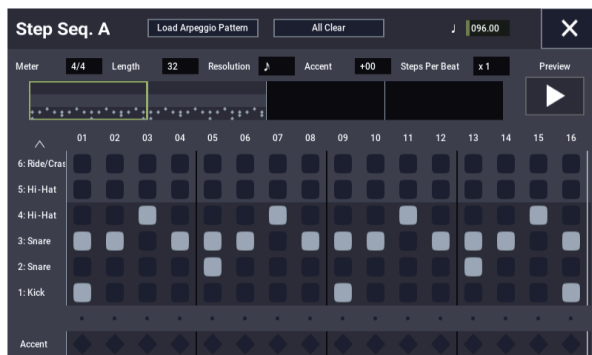 Step Seq. A Load Arpeggio Pattern All Clear ♩ 096.00 ✕
Meter 4/4 Length 32 Resolution ♪ Accent +00 Steps Per Beat x 1 Preview
01 02 03 04 05 06 07 08 09 10 11 12 13 14 15 16
6: Ride/Cras
5: Hi-Hat
4: Hi-Hat
3: Snare
2: Snare
1: Kick
Accent